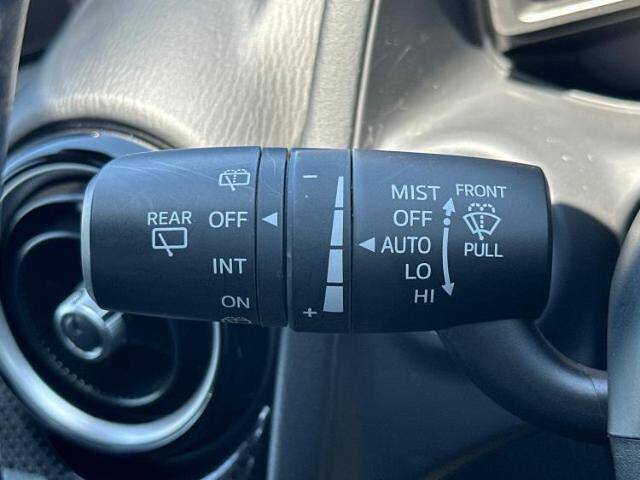 REAR
OFF
INT
ON
−
+
MIST
OFF
AUTO
LO
HI
FRONT
PULL